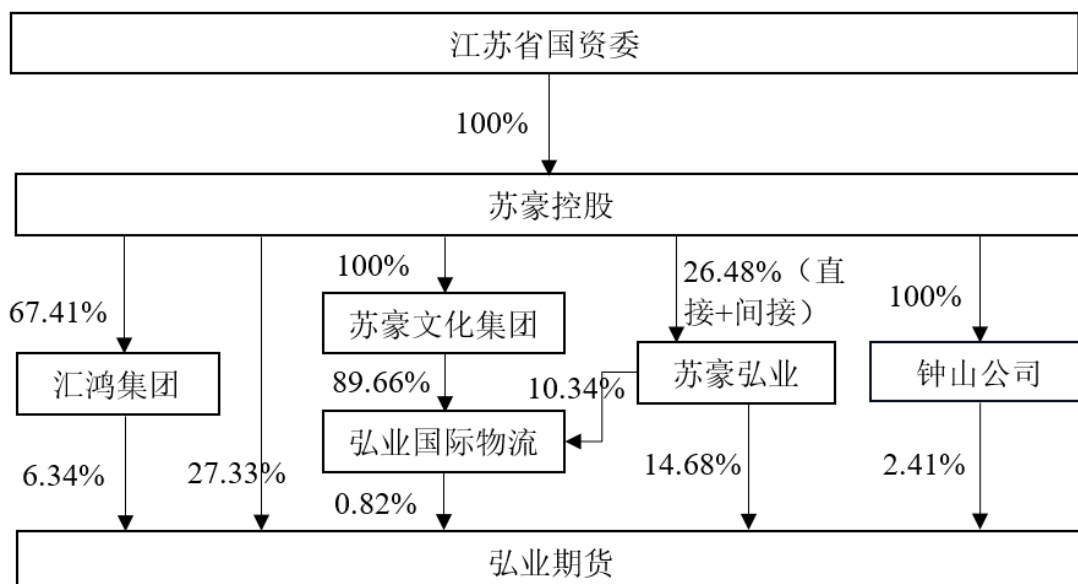 江苏省国资委
100%
苏豪控股
67.41%
100%
26.48%（直
接+间接）
100%
苏豪文化集团
汇鸿集团
89.66%
10.34%
苏豪弘业
钟山公司
弘业国际物流
6.34%
27.33%
0.82%
14.68%
2.41%
弘业期货